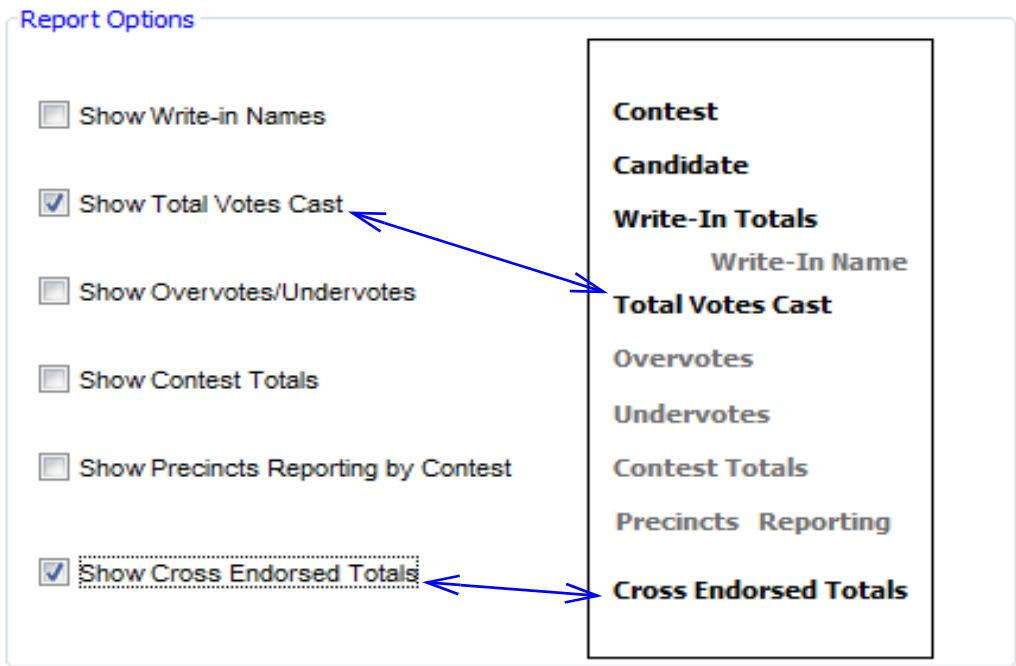 Report Options
Show Write-in Names
Show Total Votes Cast
Show Overvotes/Undervotes
Show Contest Totals
Show Precincts Reporting by Contest
Show Cross Endorsed Totals
Contest
Candidate
Write-In Totals
Write-In Name
Total Votes Cast
Overvotes
Undervotes
Contest Totals
Precincts Reporting
Cross Endorsed Totals